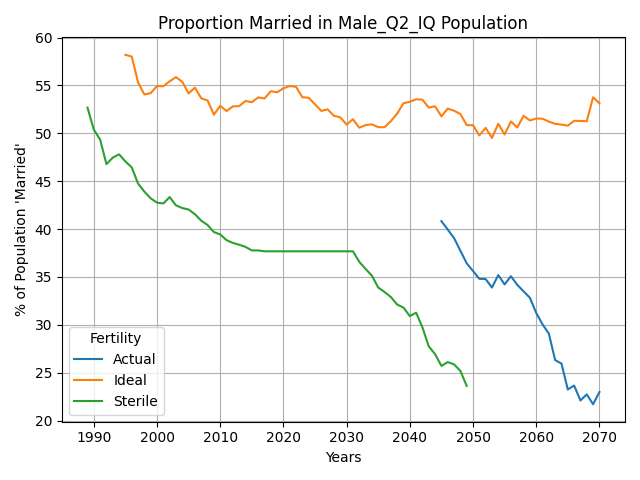 Proportion Married in Male_Q2_IQ Population
% of Population 'Married'
60
55
50
45
40
35
30
25
20
Fertility
Actual
Ideal
Sterile
1990 2000 2010 2020 2030 2040 2050 2060 2070
Years